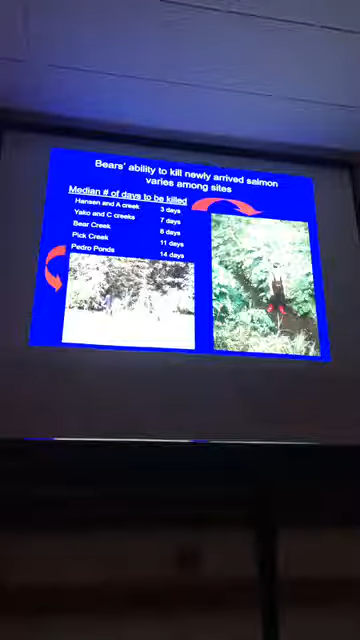 Bears' ability to kill newly arrived salmon
varies among sites
Median # of days to be killed
Hansen and A creek 3 days
Yako and C creeks 7 days
Bear Creek 8 days
Pick Creek 11 days
Pedro Ponds 14 days